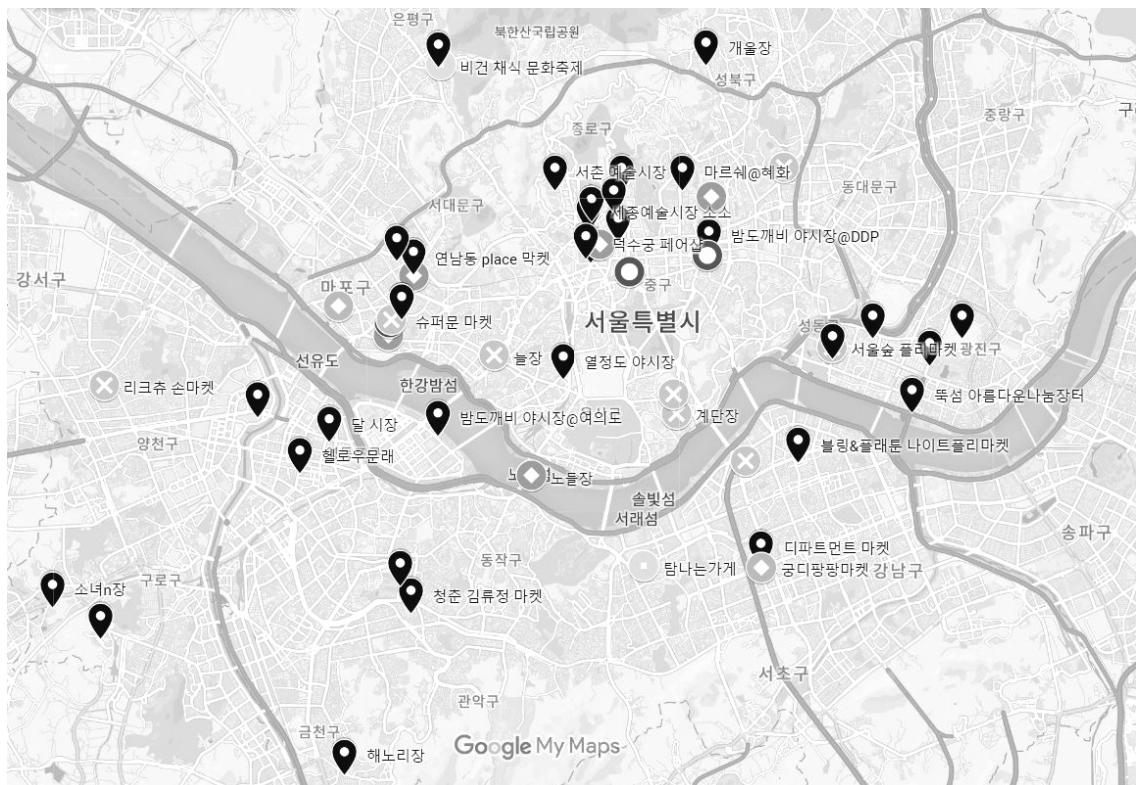 은평구
북한산국립공원
개울장
비건 채식 문화축제
성북구
중랑구
종로구
서촌 예술시장
마르쉐@혜화
동대문구
서대문구
세종예술시장 소소
밤도깨비 야시장@DDP
덕수궁 페어샵
연남동 place 막켓
강서구
마포구
중구
서울특별시
슈퍼문 마켓
성동구
서울숲 플리마켓
광진구
선유도
늘장
열정도 야시장
리크츄 손마켓
한강밤섬
뚝섬 아름다운나눔장터
달 시장
밤도깨비 야시장@여의로
계단장
양천구
헬로우문래
블링&플래툰 나이트플리마켓
노들장
솔빛섬
서래섬
송파구
디파트먼트 마켓
동작구
탐나는가게
궁디팡팡마켓
강남구
구로구
소녀n장
청춘 김류정 마켓
서초구
관악구
금천구
해노리장
Google My Maps